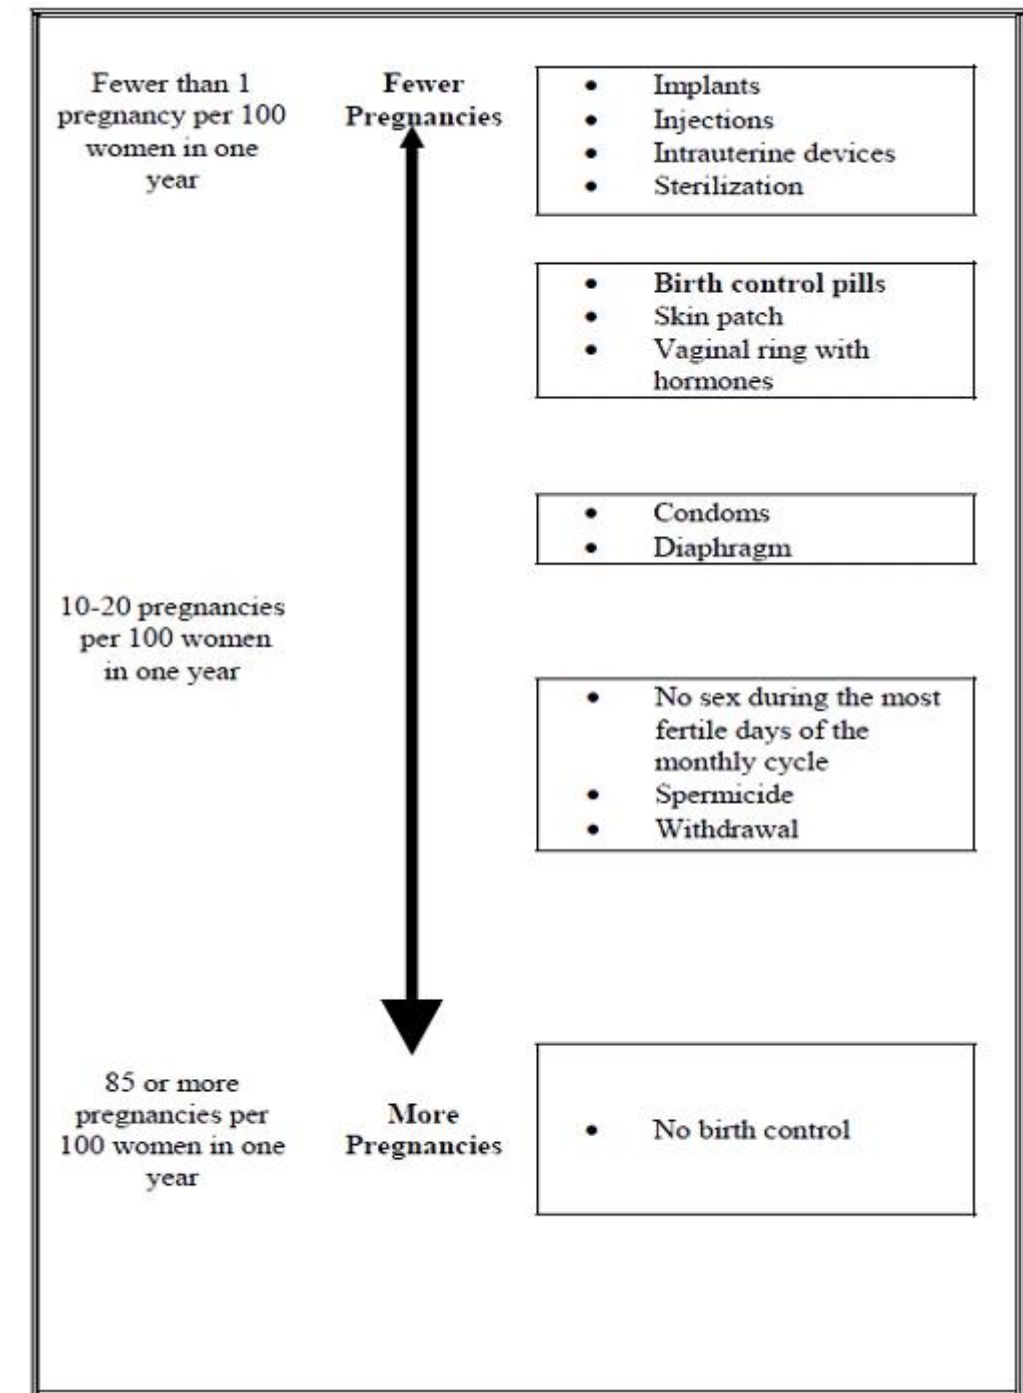 Fewer than 1
pregnancy per 100
women in one
year
Fewer
Pregnancies
• Implants
• Injections
• Intrauterine devices
• Sterilization
• Birth control pills
• Skin patch
• Vaginal ring with
hormones
• Condoms
• Diaphragm
10-20 pregnancies
per 100 women
in one year
• No sex during the most
fertile days of the
monthly cycle
• Spermicide
• Withdrawal
85 or more
pregnancies per
100 women in one
year
More
Pregnancies
• No birth control